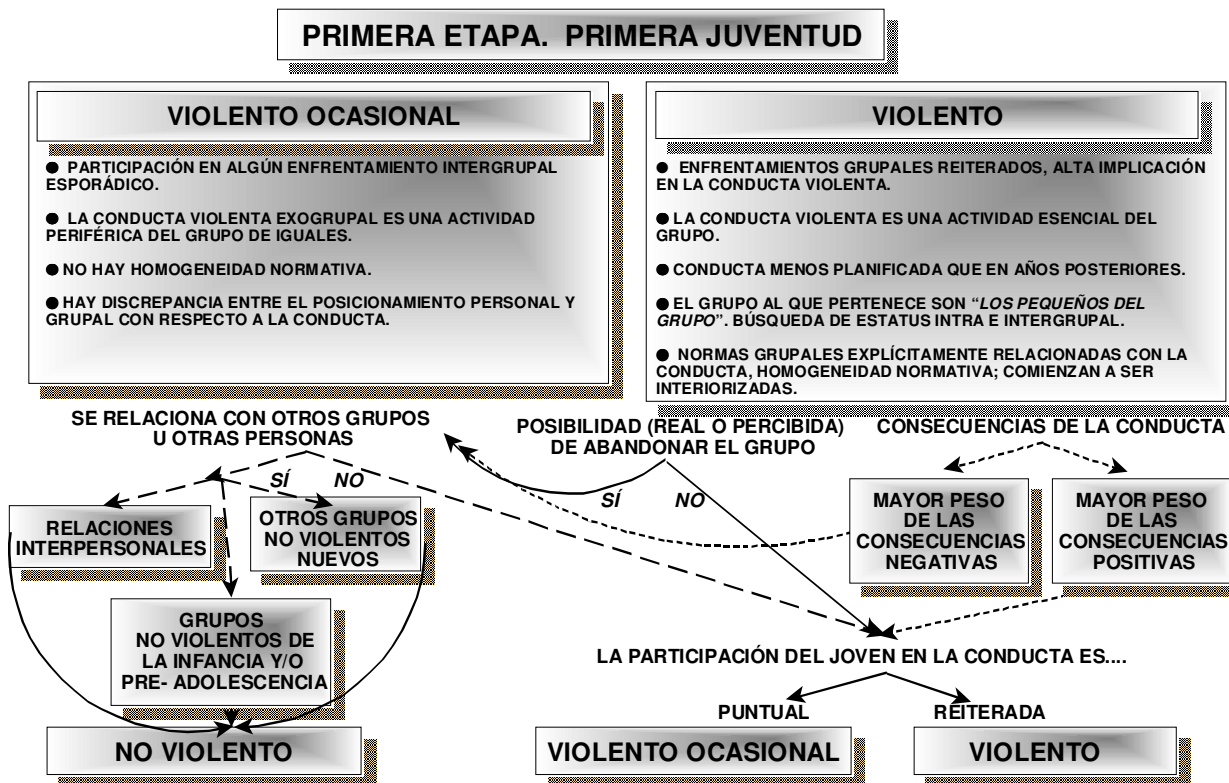 PRIMERA ETAPA. PRIMERA JUVENTUD
VIOLENTO OCASIONAL
● PARTICIPACIÓN EN ALGÚN ENFRENTAMIENTO INTERGRUPAL
ESPORÁDICO.
● LA CONDUCTA VIOLENTA EXOGRUPAL ES UNA ACTIVIDAD
PERIFÉRICA DEL GRUPO DE IGUALES.
● NO HAY HOMOGENEIDAD NORMATIVA.
● HAY DISCREPANCIA ENTRE EL POSICIONAMIENTO PERSONAL Y
GRUPAL CON RESPECTO A LA CONDUCTA.
VIOLENTO
● ENFRENTAMIENTOS GRUPALES REITERADOS, ALTA IMPLICACIÓN
EN LA CONDUCTA VIOLENTA.
● LA CONDUCTA VIOLENTA ES UNA ACTIVIDAD ESENCIAL DEL
GRUPO.
● CONDUCTA MENOS PLANIFICADA QUE EN AÑOS POSTERIORES.
● EL GRUPO AL QUE PERTENECE SON “LOS PEQUEÑOS DEL
GRUPO”. BÚSQUEDA DE ESTATUS INTRA E INTERGRUPAL.
● NORMAS GRUPALES EXPLÍCITAMENTE RELACIONADAS CON LA
CONDUCTA, HOMOGENEIDAD NORMATIVA; COMIENZAN A SER
INTERIORIZADAS.
SE RELACIONA CON OTROS GRUPOS
U OTRAS PERSONAS
SÍ NO
RELACIONES
INTERPERSONALES
OTROS GRUPOS
NO VIOLENTOS
NUEVOS
GRUPOS
NO VIOLENTOS DE
LA INFANCIA Y/O
PRE- ADOLESCENCIA
NO VIOLENTO
POSIBILIDAD (REAL O PERCIBIDA)
DE ABANDONAR EL GRUPO
SÍ NO
CONSECUENCIAS DE LA CONDUCTA
MAYOR PESO
DE LAS
CONSECUENCIAS
NEGATIVAS
MAYOR PESO
DE LAS
CONSECUENCIAS
POSITIVAS
LA PARTICIPACIÓN DEL JOVEN EN LA CONDUCTA ES....
PUNTUAL REITERADA
VIOLENTO OCASIONAL
VIOLENTO